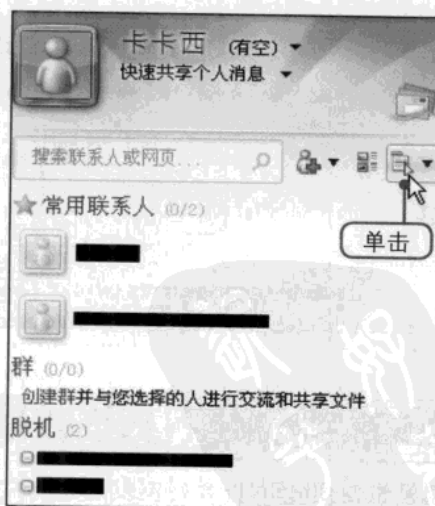 卡卡西 (有空)
快速共享个人消息
搜索联系人或网页...
单击
常用联系人 (0/2)
群 (0/0)
创建群并与您选择的人进行交流和共享文件
脱机 (2)